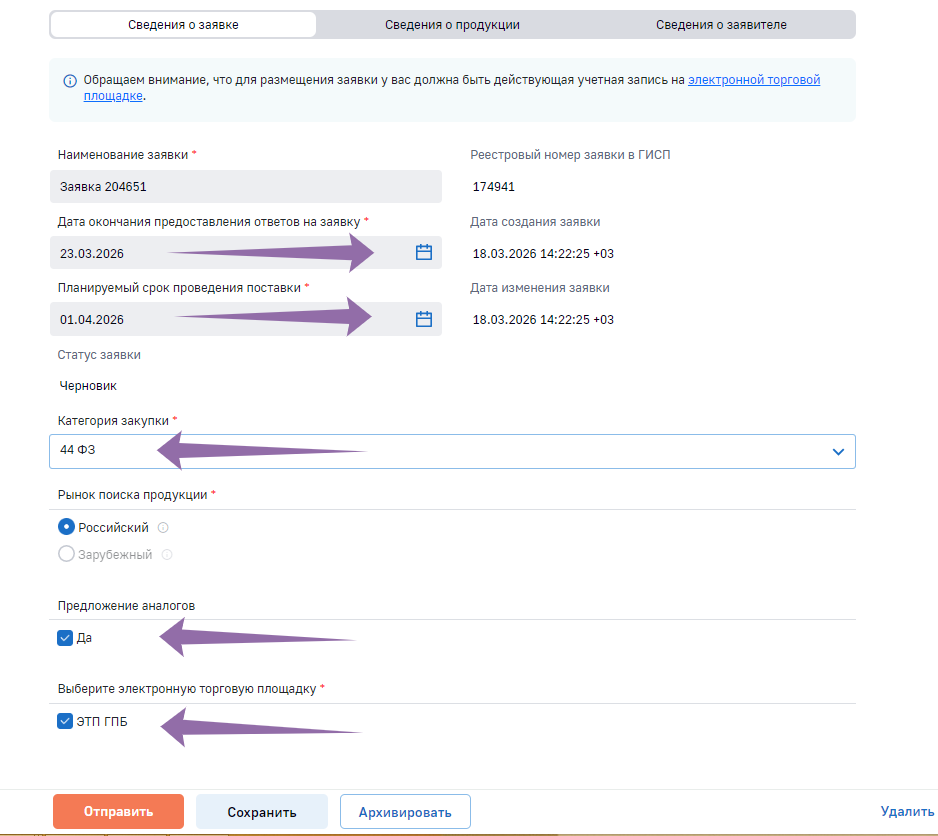 Сведения о заявке
Сведения о продукции
Сведения о заявителе
Обращаем внимание, что для размещения заявки у вас должна быть действующая учетная запись на электронной торговой
площадке.
Наименование заявки *
Реестровый номер заявки в ГИСП
Заявка 204651
174941
Дата окончания предоставления ответов на заявку *
Дата создания заявки
23.03.2026
18.03.2026 14:22:25 +03
Планируемый срок проведения поставки *
Дата изменения заявки
01.04.2026
18.03.2026 14:22:25 +03
Статус заявки
Черновик
Категория закупки *
44 ФЗ
Рынок поиска продукции *
Российский
Зарубежный
Предложение аналогов
Да
Выберите электронную торговую площадку *
ЭТП ГПБ
Отправить
Сохранить
Архивировать
Удалить